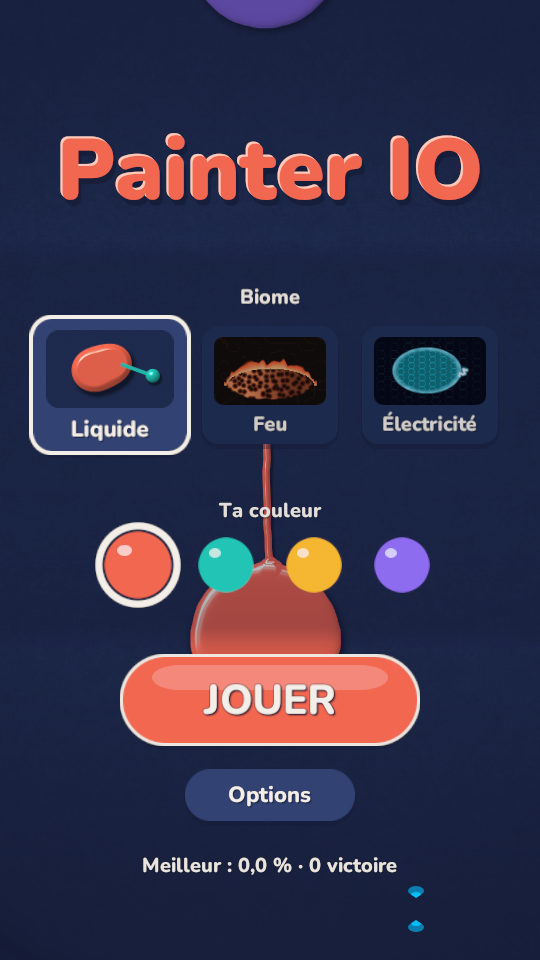 Painter IO
Biome
Liquide
Feu
Électricité
Ta couleur
JOUER
Options
Meilleur : 0,0 % · 0 victoire